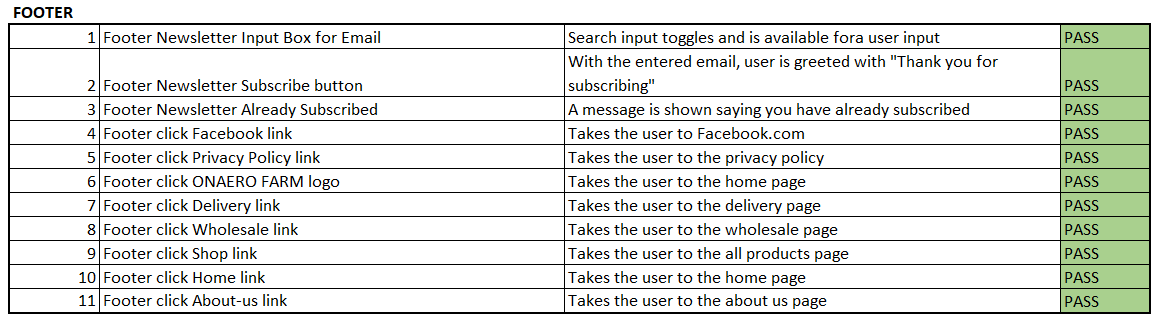 FOOTER
1 Footer Newsletter Input Box for Email Search input toggles and is available fora user input PASS
With the entered email, user is greeted with "Thank you for
2 Footer Newsletter Subscribe button subscribing" PASS
3 Footer Newsletter Already Subscribed A message is shown saying you have already subscribed PASS
4 Footer click Facebook link Takes the user to Facebook.com PASS
5 Footer click Privacy Policy link Takes the user to the privacy policy PASS
6 Footer click ONAERO FARM logo Takes the user to the home page PASS
7 Footer click Delivery link Takes the user to the delivery page PASS
8 Footer click Wholesale link Takes the user to the wholesale page PASS
9 Footer click Shop link Takes the user to the all products page PASS
10 Footer click Home link Takes the user to the home page PASS
11 Footer click About-us link Takes the user to the about us page PASS